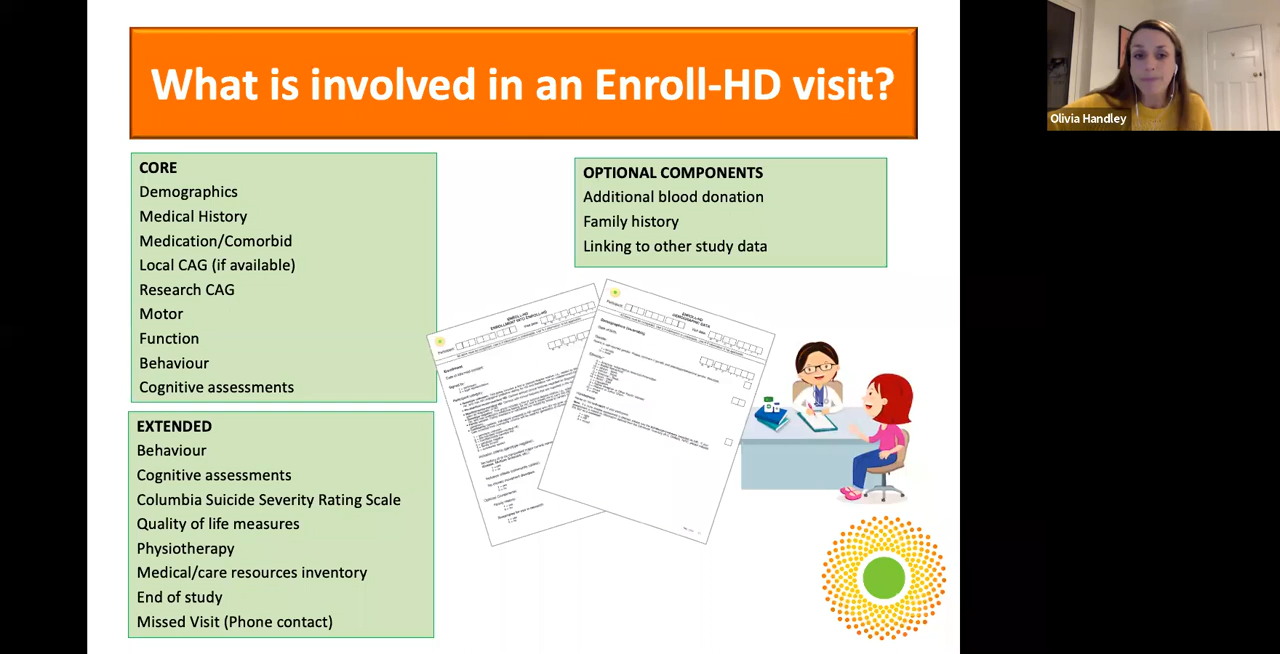 What is involved in an Enroll-HD visit?
CORE
Demographics
Medical History
Medication/Comorbid
Local CAG (if available)
Research CAG
Motor
Function
Behaviour
Cognitive assessments
EXTENDED
Behaviour
Cognitive assessments
Columbia Suicide Severity Rating Scale
Quality of life measures
Physiotherapy
Medical/care resources inventory
End of study
Missed Visit (Phone contact)
OPTIONAL COMPONENTS
Additional blood donation
Family history
Linking to other study data
Olivia Handley